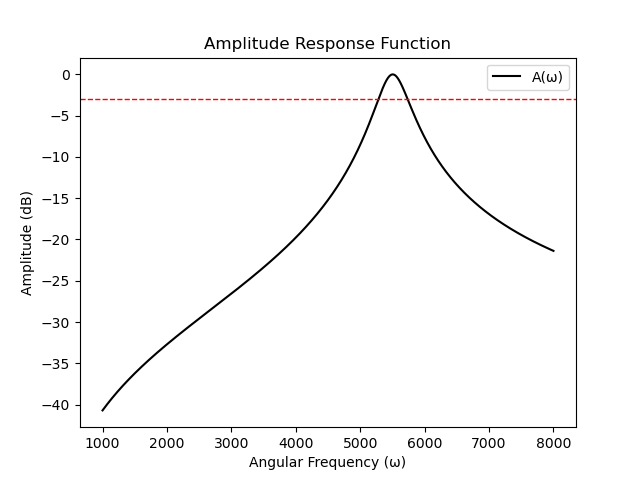 Amplitude Response Function
A(ω)
Amplitude (dB)
0
−5
−10
−15
−20
−25
−30
−35
−40
1000 2000 3000 4000 5000 6000 7000 8000
Angular Frequency (ω)